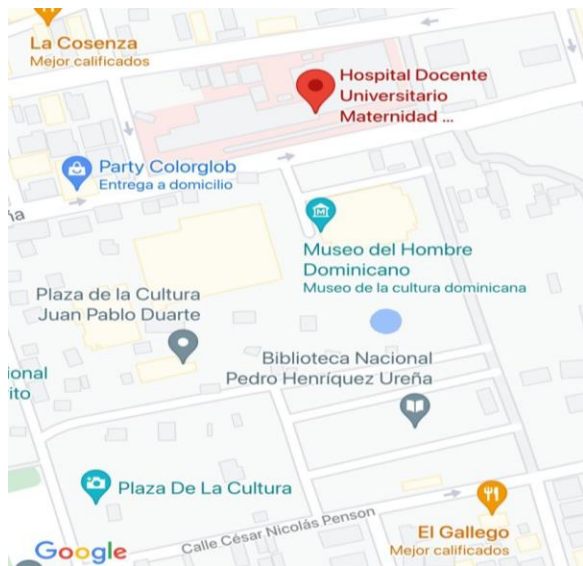 La Cosenza
Mejor calificados
Hospital Docente
Universitario
Maternidad ...
Party Colorglob
Entrega a domicilio
ña
Museo del Hombre
Dominicano
Museo de la cultura dominicana
Plaza de la Cultura
Juan Pablo Duarte
Biblioteca Nacional
Pedro Henríquez Ureña
ional
ito
Plaza De La Cultura
El Gallego
Mejor calificados
Calle César Nicolás Penson
Google